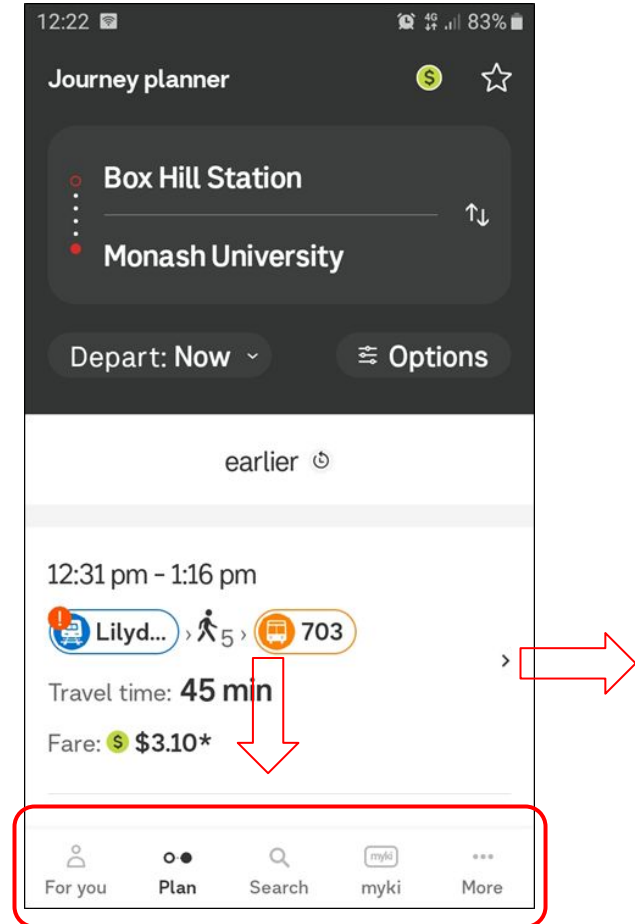 12:22 4G 83%
Journey planner $
Box Hill Station
Monash University
Depart: Now
Options
earlier
12:31 pm – 1:16 pm
! Lilyd... › 5 › 703 ›
Travel time: 45 min
Fare: $ $3.10*
myki
For you Plan Search myki More